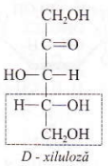 CH₂OH
C=O
HO–C–H
H–C–OH
CH₂OH
D - xiluloză